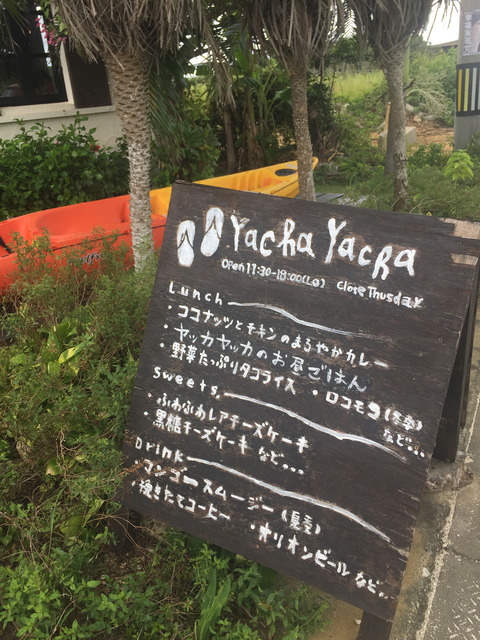 Yacha Yacha
Open 11:30-18:00(L.O) Close Thusday
Lunch
・ココナッツとチキンのまろやかカレー
・ヤッカヤッカのお昼ごはん
・野菜たっぷりタコライス ・ロコモコ(冬季)
など...
Sweets
・ふわふわレアチーズケーキ
・黒糖チーズケーキ など...
Drink
・マンゴースムージー(夏季)
・挽きたてコーヒー ・オリオンビール など...